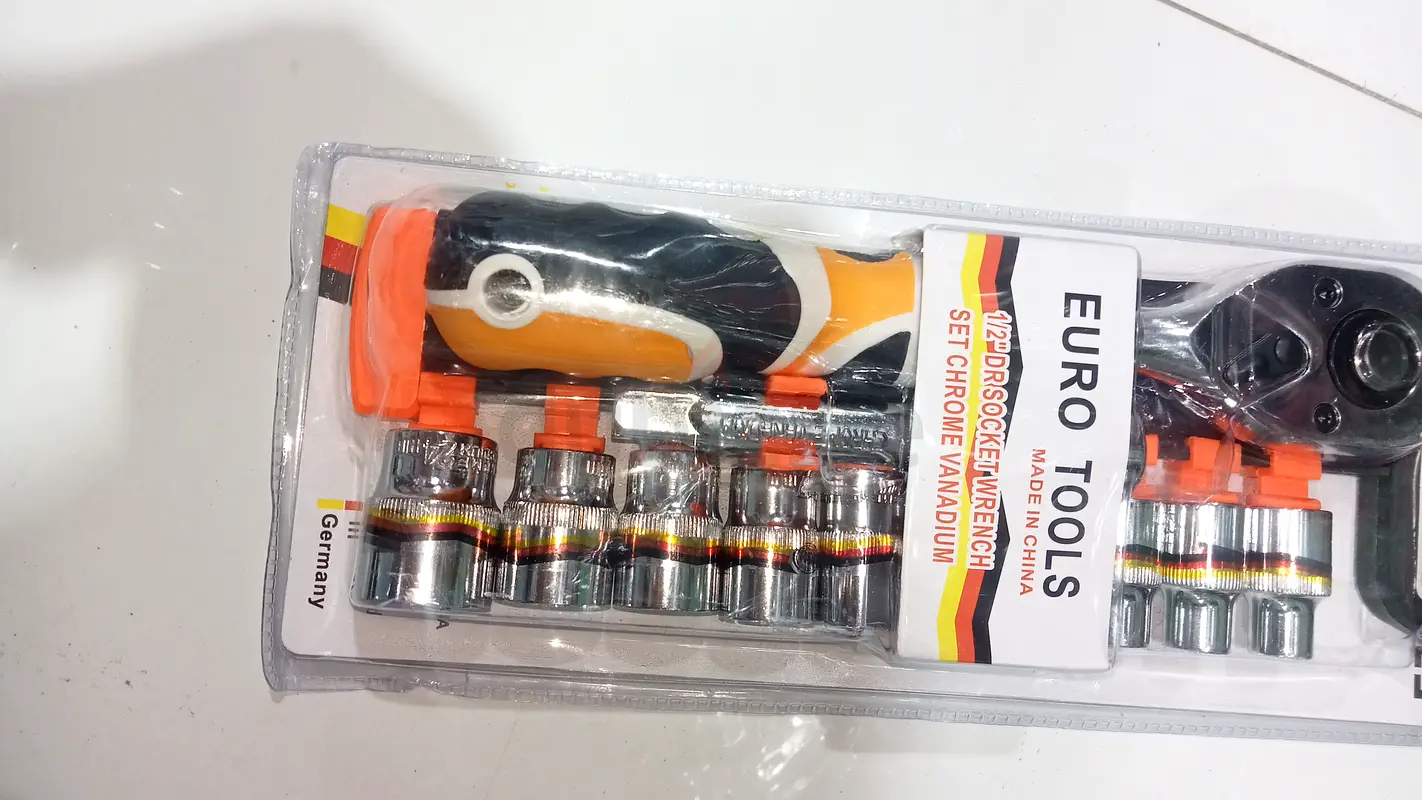 EURO TOOLS
MADE IN CHINA
1/2"DRSOCKET WRENCH
SET CHROME VANADIUM
Germany